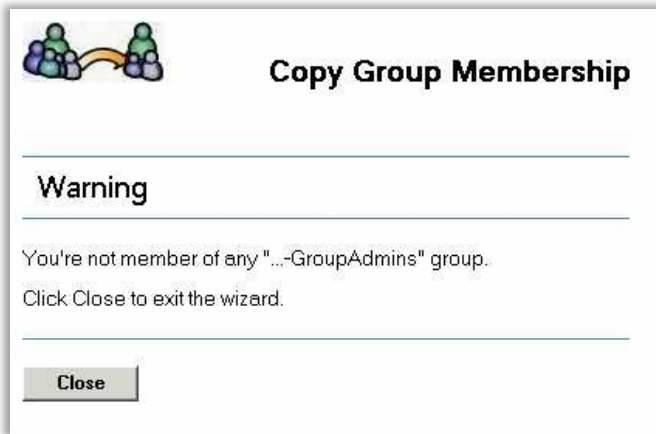 Copy Group Membership
Warning
You're not member of any "...-GroupAdmins" group.
Click Close to exit the wizard.
Close